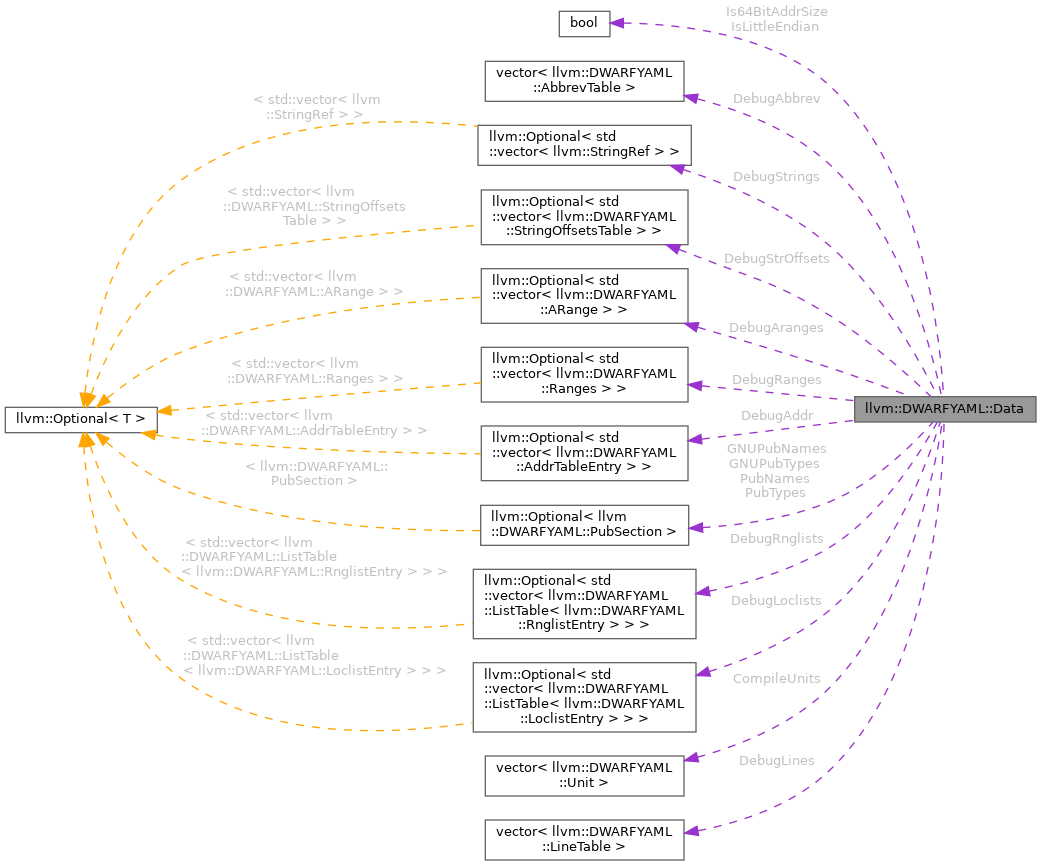 Is64BitAddrSize
IsLittleEndian
bool
vector< llvm::DWARFYAML
::AbbrevTable >
DebugAbbrev
< std::vector< llvm
::StringRef > >
llvm::Optional< std
::vector< llvm::StringRef > >
DebugStrings
< std::vector< llvm
::DWARFYAML::StringOffsets
Table > >
llvm::Optional< std
::vector< llvm::DWARFYAML
::StringOffsetsTable > >
DebugStrOffsets
< std::vector< llvm
::DWARFYAML::ARange > >
llvm::Optional< std
::vector< llvm::DWARFYAML
::ARange > >
DebugAranges
< std::vector< llvm
::DWARFYAML::Ranges > >
llvm::Optional< std
::vector< llvm::DWARFYAML
::Ranges > >
DebugRanges
llvm::DWARFYAML::Data
llvm::Optional< T >
< std::vector< llvm
::DWARFYAML::AddrTableEntry > >
llvm::Optional< std
::vector< llvm::DWARFYAML
::AddrTableEntry > >
DebugAddr
GNUPubNames
GNUPubTypes
PubNames
PubTypes
< llvm::DWARFYAML::
PubSection >
llvm::Optional< llvm
::DWARFYAML::PubSection >
DebugRnglists
< std::vector< llvm
::DWARFYAML::ListTable
< llvm::DWARFYAML::RnglistEntry > > >
llvm::Optional< std
::vector< llvm::DWARFYAML
::ListTable< llvm::DWARFYAML
::RnglistEntry > > >
DebugLoclists
< std::vector< llvm
::DWARFYAML::ListTable
< llvm::DWARFYAML::LoclistEntry > > >
llvm::Optional< std
::vector< llvm::DWARFYAML
::ListTable< llvm::DWARFYAML
::LoclistEntry > > >
CompileUnits
vector< llvm::DWARFYAML
::Unit >
DebugLines
vector< llvm::DWARFYAML
::LineTable >